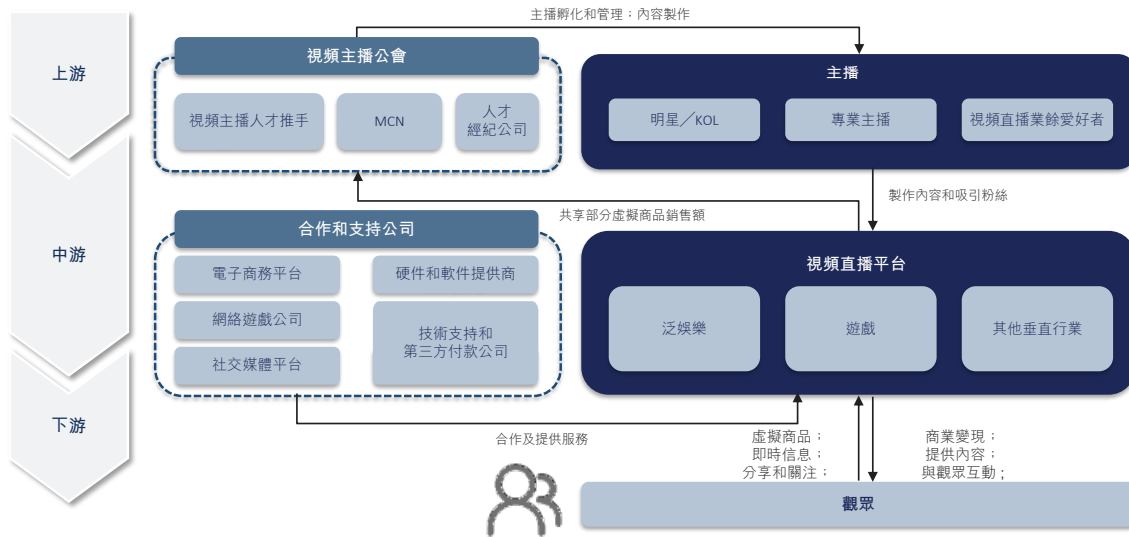 主播孵化和管理；內容製作
上游
視頻主播公會
視頻主播人才推手
MCN
人才
經紀公司
主播
明星／KOL
專業主播
視頻直播業餘愛好者
製作內容和吸引粉絲
共享部分虛擬商品銷售額
中游
合作和支持公司
電子商務平台
硬件和軟件提供商
網絡遊戲公司
技術支持和
第三方付款公司
社交媒體平台
視頻直播平台
泛娛樂
遊戲
其他垂直行業
下游
合作及提供服務
虛擬商品；
即時信息；
分享和關注；
商業變現；
提供內容；
與觀眾互動；
觀眾